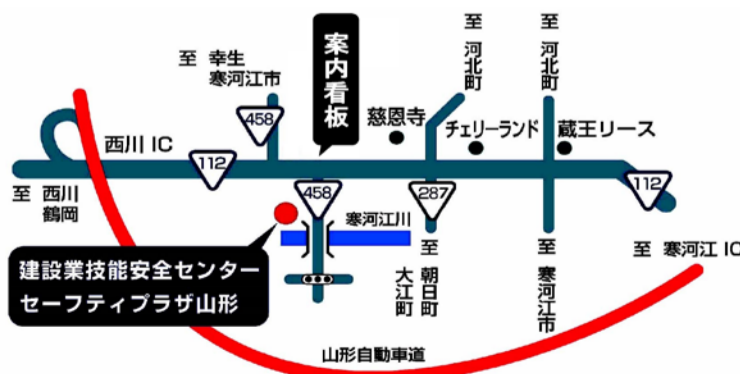 至 幸生
寒河江市
案内看板
至 河北町
至 河北町
458
慈恩寺
チェリーランド
蔵王リース
西川 IC
112
458
287
112
至 西川
鶴岡
寒河江川
至 寒河江 IC
建設業技能安全センター
セーフティプラザ山形
至 朝日町
大江町
至 寒河江市
山形自動車道